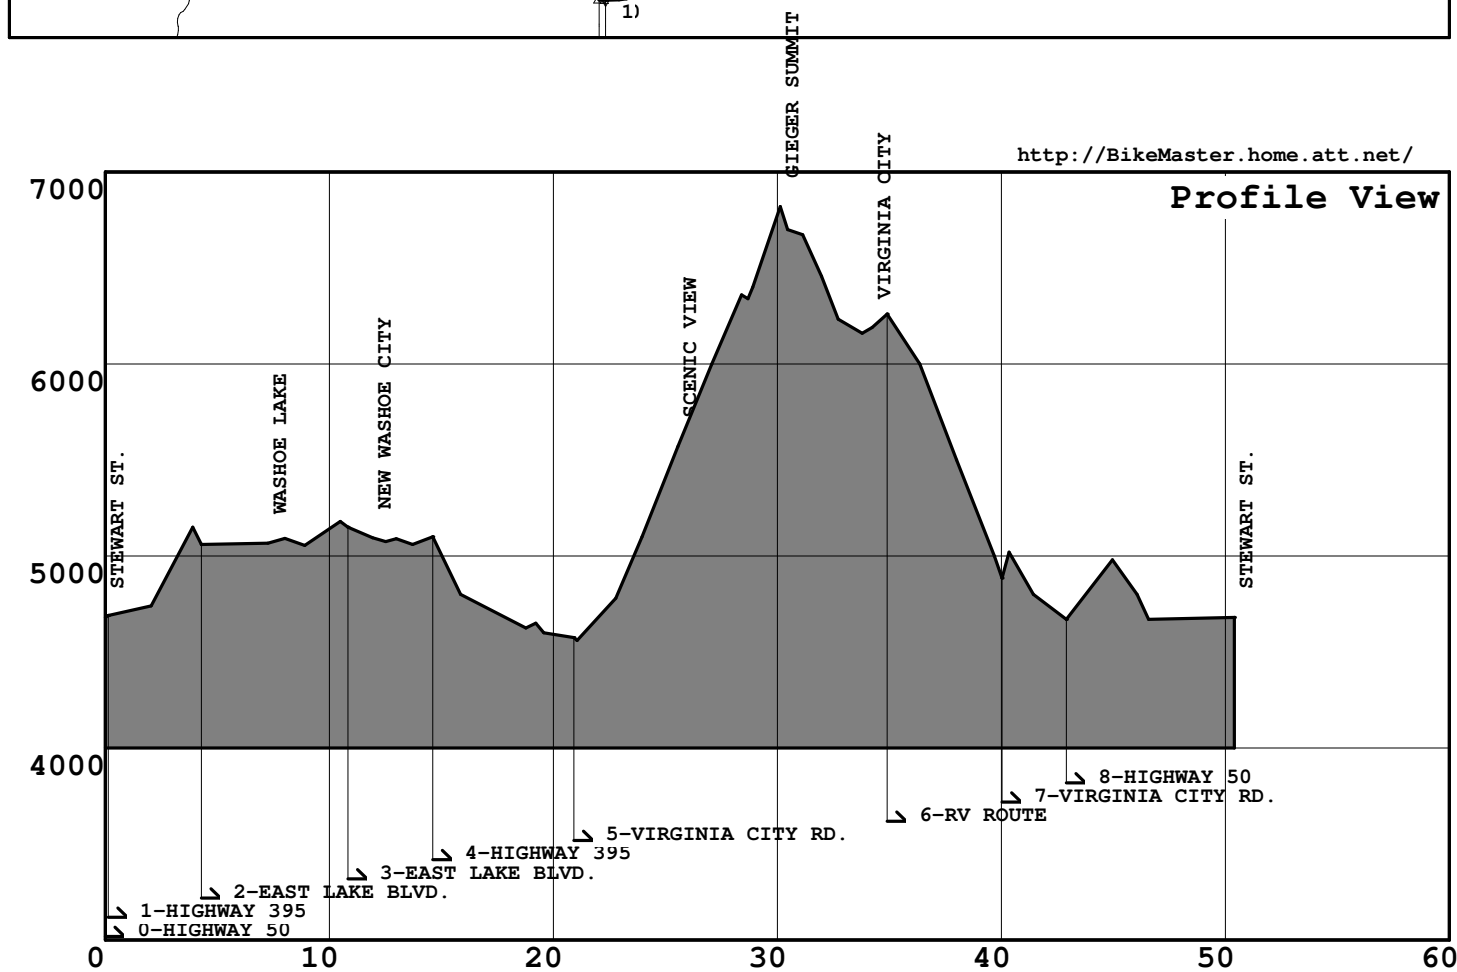 1)
GIEGER SUMMIT
http://BikeMaster.home.att.net/
Profile View
7000
6000
5000
4000
STEWART ST.
WASHOE LAKE
NEW WASHOE CITY
SCENIC VIEW
VIRGINIA CITY
STEWART ST.
8-HIGHWAY 50
7-VIRGINIA CITY RD.
6-RV ROUTE
5-VIRGINIA CITY RD.
4-HIGHWAY 395
3-EAST LAKE BLVD.
2-EAST LAKE BLVD.
1-HIGHWAY 395
0-HIGHWAY 50
0 10 20 30 40 50 60